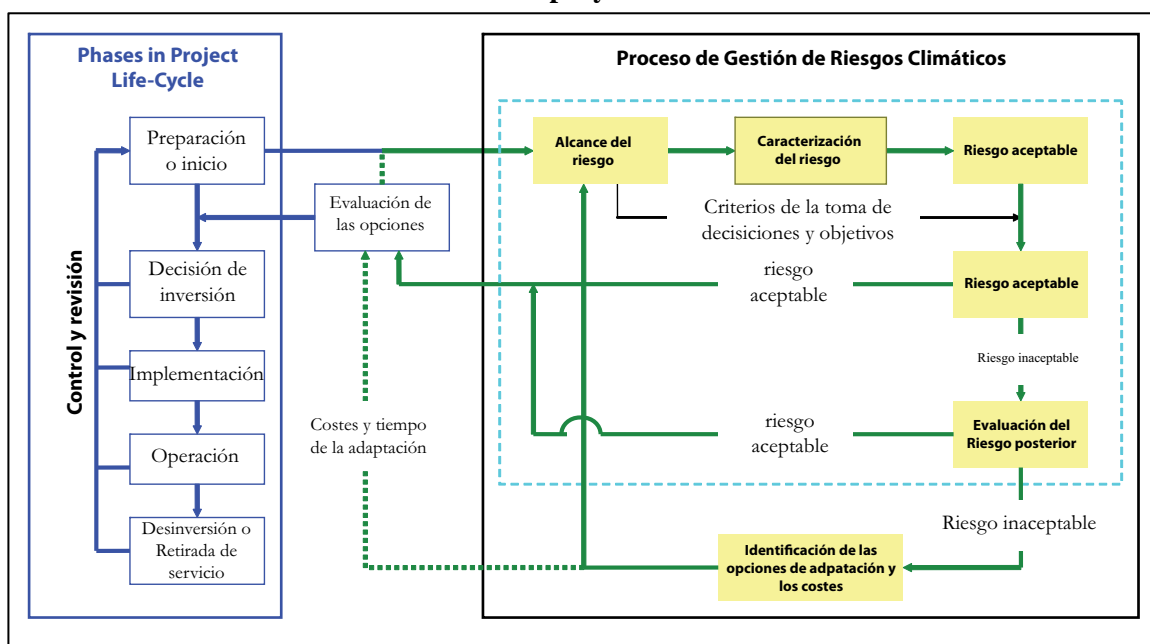 Phases in Project
Life-Cycle
Preparación
o inicio
Decisión de
inversión
Implementación
Operación
Desinversión o
Retirada de
servicio
Control y revisión
Evaluación de
las opciones
Costes y tiempo
de la adaptación
Proceso de Gestión de Riesgos Climáticos
Alcance del
riesgo
Caracterización
del riesgo
Riesgo aceptable
Criterios de la toma de
decisiciones y objetivos
riesgo
aceptable
Riesgo aceptable
Riesgo inaceptable
riesgo
aceptable
Evaluación del
Riesgo posterior
Riesgo inaceptable
Identificación de las
opciones de adpatación y
los costes